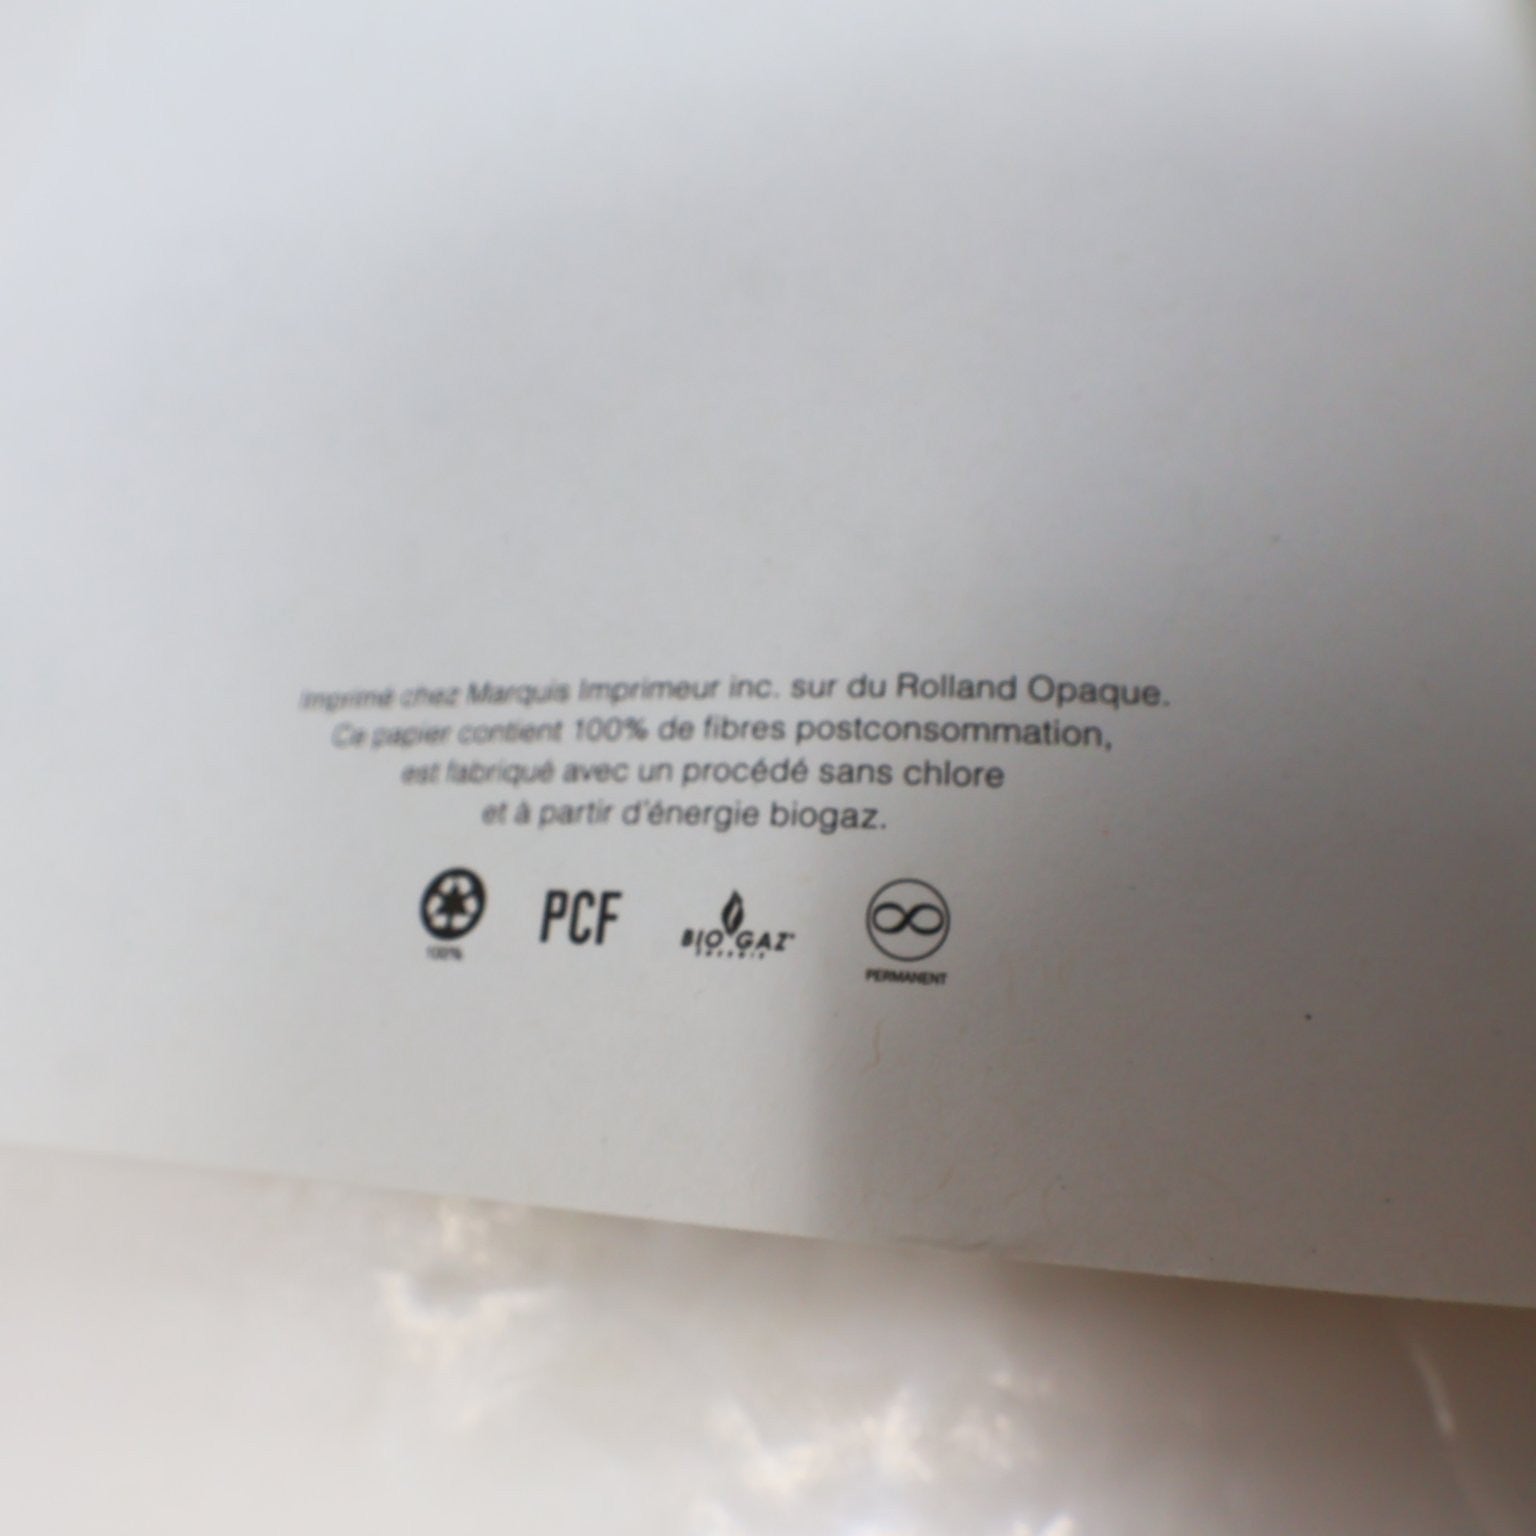 Imprimé chez Marquis Imprimeur inc. sur du Rolland Opaque.
Ce papier contient 100% de fibres postconsommation,
est fabriqué avec un procédé sans chlore
et à partir d'énergie biogaz.
100% PCF BIO GAZ PERMANENT